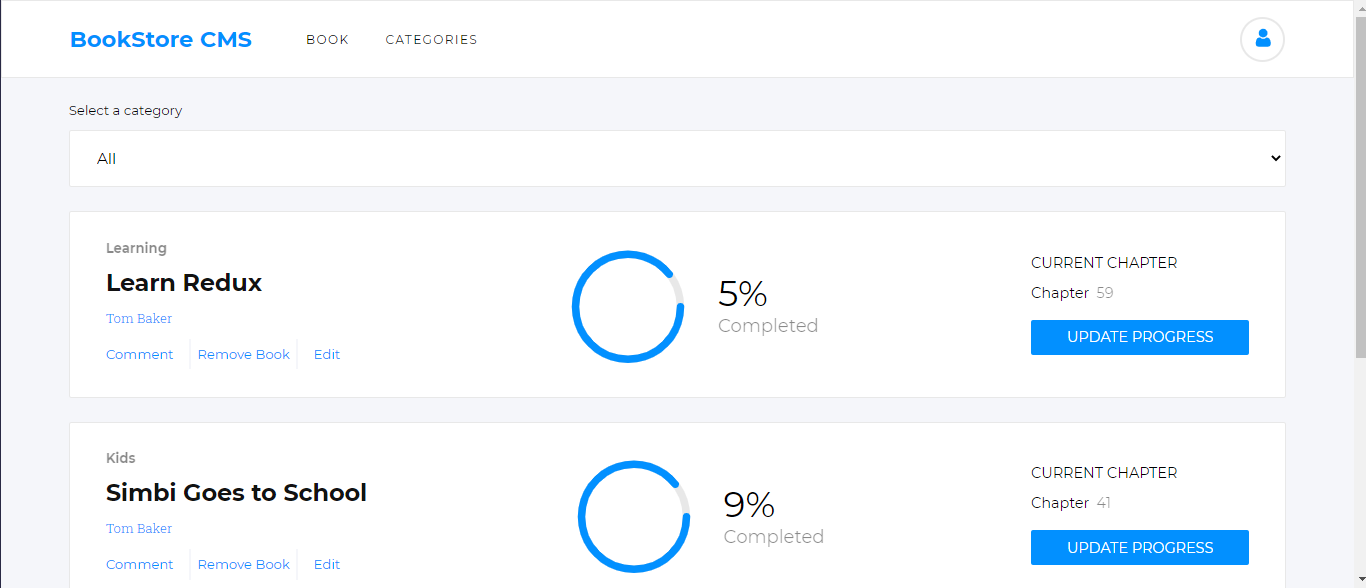 BookStore CMS BOOK CATEGORIES
Select a category
All
Learning
Learn Redux
Tom Baker
Comment Remove Book Edit
5%
Completed
CURRENT CHAPTER
Chapter 59
UPDATE PROGRESS
Kids
Simbi Goes to School
Tom Baker
Comment Remove Book Edit
9%
Completed
CURRENT CHAPTER
Chapter 41
UPDATE PROGRESS